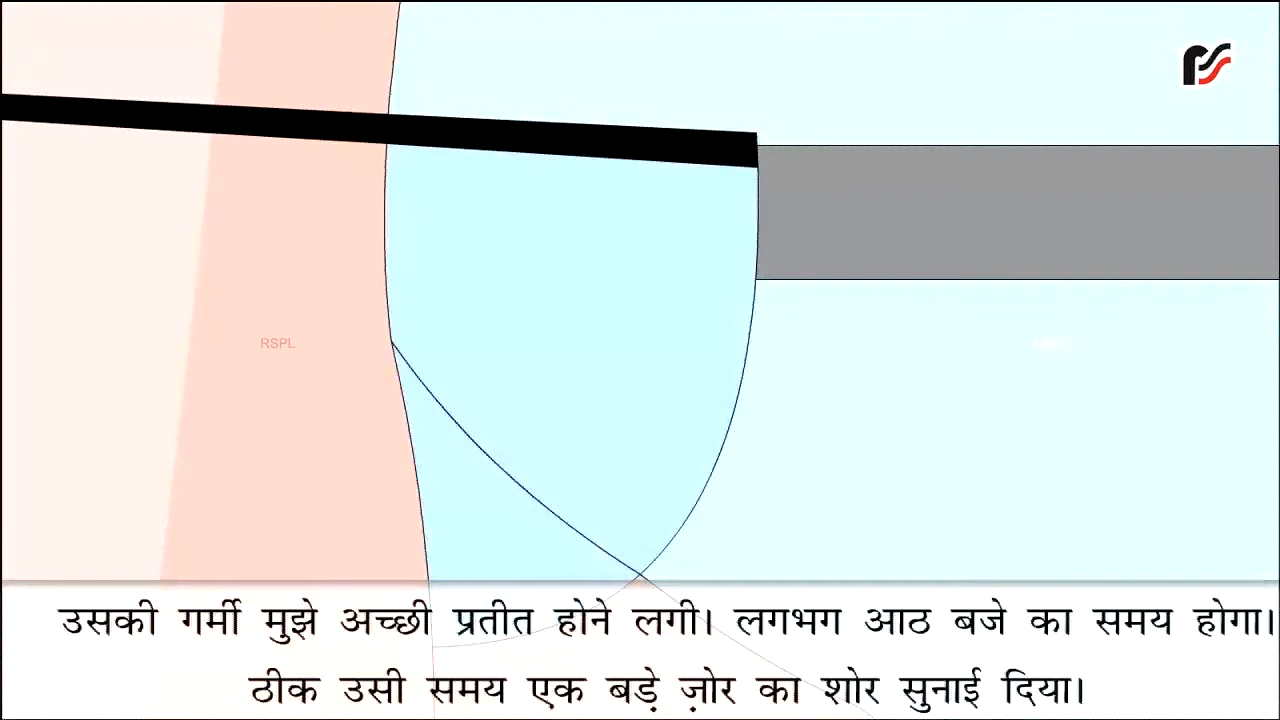 RSPL
उसकी गर्मी मुझे अच्छी प्रतीत होने लगी। लगभग आठ बजे का समय होगा।
ठीक उसी समय एक बड़े ज़ोर का शोर सुनाई दिया।